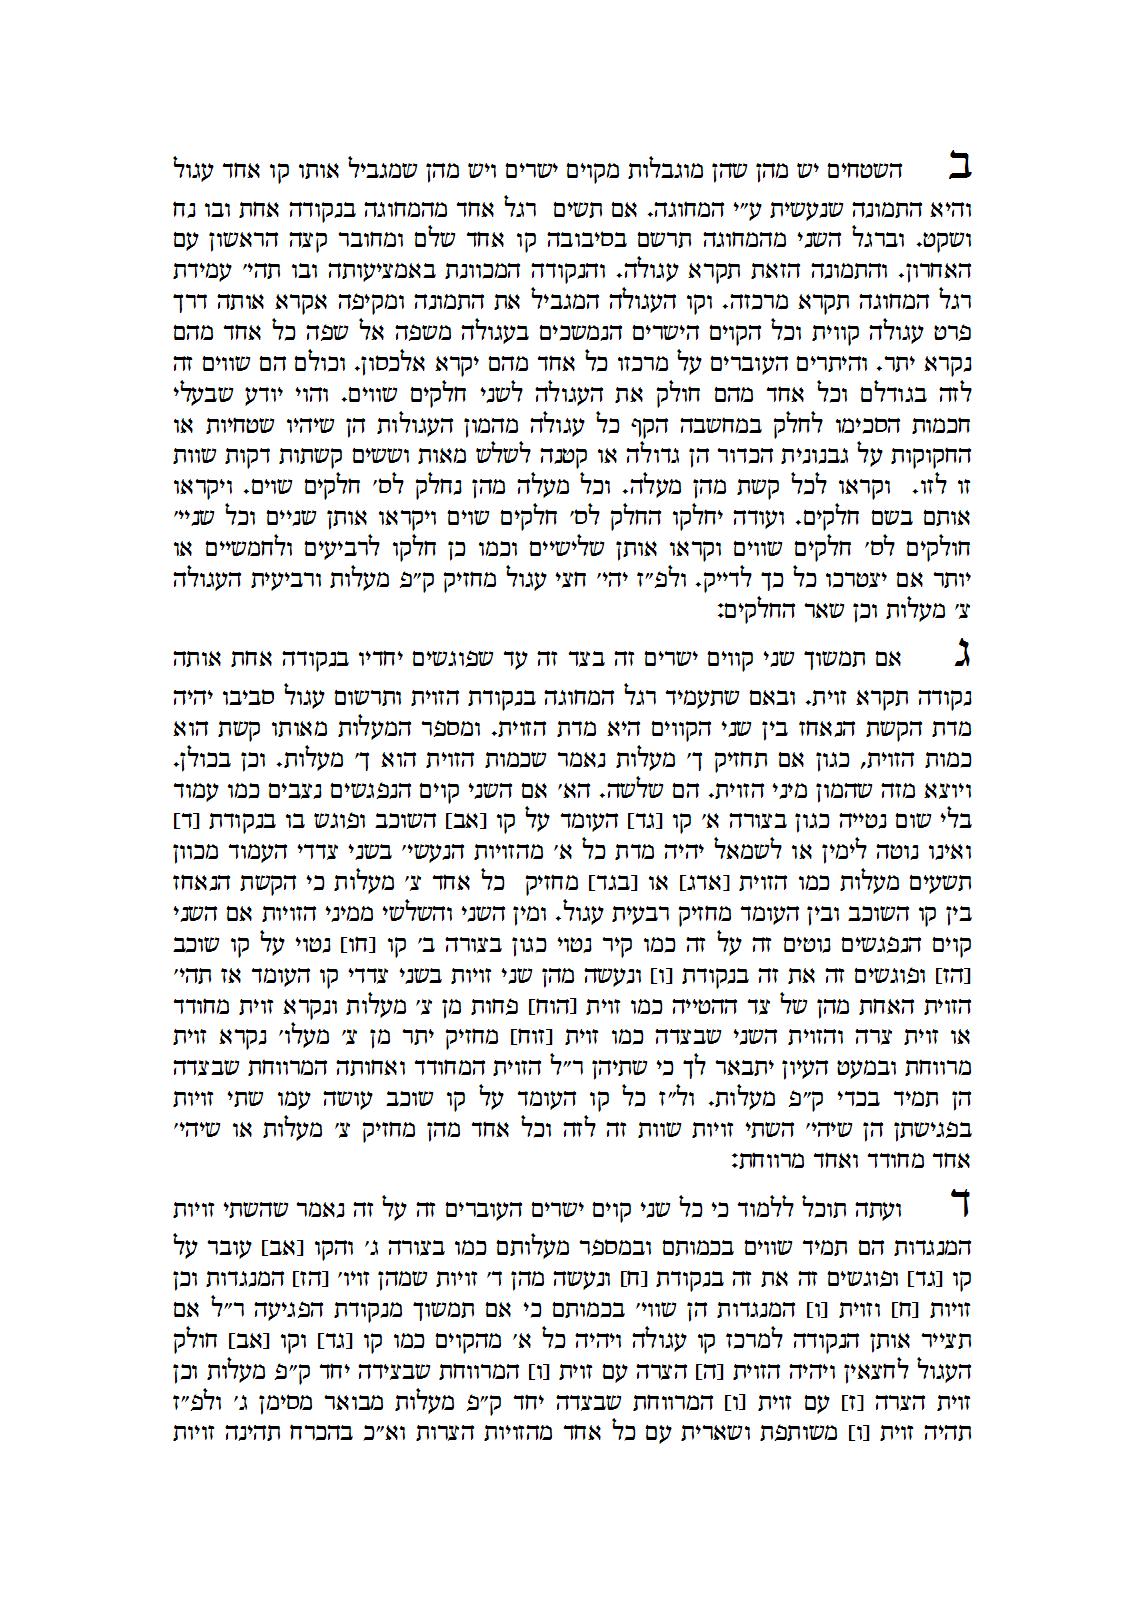 ב השטחים יש מהן שהן מוגבלות מקוים ישרים ויש מהן שמגביל אותו קו אחד עגול
והיא התמונה שנעשית ע״י המחוגה. אם תשים רגל אחד מהמחוגה בנקודה אחת ובו נח
ושקט. וברגל השני מהמחוגה תרשם בסיבובה קו אחד שלם ומחובר קצה הראשון עם
האחרון. והתמונה הזאת תקרא עגולה. והנקודה המכוונת באמציעותה ובו תהי׳ עמידת
רגל המחוגה תקרא מרכזה. וקו העגולה המגביל את התמונה ומקיפה אקרא אותה דרך
פרט עגולה קווית וכל הקוים הישרים הנמשכים בעגולה משפה אל שפה כל אחד מהם
נקרא יתר. והיתרים העוברים על מרכזו כל אחד מהם יקרא אלכסון. וכולם הם שווים זה
לזה בגודלם וכל אחד מהם חולק את העגולה לשני חלקים שווים. והוי יודע שבעלי
חכמות הסכימו לחלק במחשבה הקף כל עגולה מהמון העגולות הן שיהיו שטחיות או
החקוקות על גבנונית הכדור הן גדולה או קטנה לשלש מאות וששים קשתות דקות שוות
זו לזו. וקראו לכל קשת מהן מעלה. וכל מעלה מהן נחלק לס׳ חלקים שוים. ויקראו
אותם בשם חלקים. ועודה יחלקו החלק לס׳ חלקים שוים ויקראו אותן שניים וכל שניי׳
חולקים לס׳ חלקים שווים וקראו אותן שלישיים וכמו כן חלקו לרביעים ולחמשיים או
יותר אם יצטרכו כל כך לדייק. ולפ״ז יהי׳ חצי עגול מחזיק ק״פ מעלות ורביעית העגולה
צ׳ מעלות וכן שאר החלקים:
ג אם תמשוך שני קווים ישרים זה בצד זה עד שפוגשים יחדיו בנקודה אחת אותה
נקודה תקרא זוית. ובאם שתעמיד רגל המחוגה בנקודת הזוית ותרשום עגול סביבו יהיה
מדת הקשת הנאחז בין שני הקווים היא מדת הזוית. ומספר המעלות מאותו קשת הוא
כמות הזוית, כגון אם תחזיק ך׳ מעלות נאמר שכמות הזוית הוא ך׳ מעלות. וכן בכולן.
ויוצא מזה שהמון מיני הזוית. הם שלשה. הא׳ אם השני קוים הנפגשים נצבים כמו עמוד
בלי שום נטייה כגון בצורה א׳ קו [גד] העומד על קו [אב] השוכב ופוגש בו בנקודת [ד]
ואינו נוטה לימין או לשמאל יהיה מדת כל א׳ מהזויות הנעשי׳ בשני צדדי העמוד מכוון
תשעים מעלות כמו הזוית [אדג] או [בגד] מחזיק כל אחד צ׳ מעלות כי הקשת הנאחז
בין קו השוכב ובין העומד מחזיק רבעית עגול. ומין השני והשלשי ממיני הזויות אם השני
קוים הנפגשים נוטים זה על זה כמו קיר נטוי כגון בצורה ב׳ קו [חו] נטוי על קו שוכב
[הז] ופוגשים זה את זה בנקודת [ו] ונעשה מהן שני זויות בשני צדדי קו העומד אז תהי׳
הזוית האחת מהן של צד ההטייה כמו זוית [הוח] פחות מן צ׳ מעלות ונקרא זוית מחודד
או זוית צרה והזוית השני שבצדה כמו זוית [זוח] מחזיק יתר מן צ׳ מעלו׳ נקרא זוית
מרווחת ובמעט העיון יתבאר לך כי שתיהן ר״ל הזוית המחודד ואחותה המרווחת שבצדה
הן תמיד בכדי ק״פ מעלות. ול״ז כל קו העומד על קו שוכב עושה עמו שתי זויות
בפגישתן הן שיהי׳ השתי זויות שוות זה לזה וכל אחד מהן מחזיק צ׳ מעלות או שיהי׳
אחד מחודד ואחד מרווחת:
ד ועתה תוכל ללמוד כי כל שני קוים ישרים העוברים זה על זה נאמר שהשתי זויות
המנגדות הם תמיד שווים בכמותם ובמספר מעלותם כמו בצורה ג׳ והקו [אב] עובר על
קו [גד] ופוגשים זה את זה בנקודת [ח] ונעשה מהן ד׳ זויות שמהן זויו׳ [הז] המנגדות וכן
זויות [ח] וזוית [ו] המנגדות הן שווי׳ בכמותם כי אם תמשוך מנקודת הפגיעה ר״ל אם
תצייר אותן הנקודה למרכז קו עגולה ויהיה כל א׳ מהקוים כמו קו [גד] וקו [אב] חולק
העגול לחצאין ויהיה הזוית [ה] הצרה עם זוית [ו] המרווחת שבצידה יחד ק״פ מעלות וכן
זוית הצרה [ז] עם זוית [ו] המרווחת שבצדה יחד ק״פ מעלות מבואר מסימן ג׳ ולפ״ז
תהיה זוית [ו] משותפת ושארית עם כל אחד מהזויות הצרות וא״כ בהכרח תהינה זויות